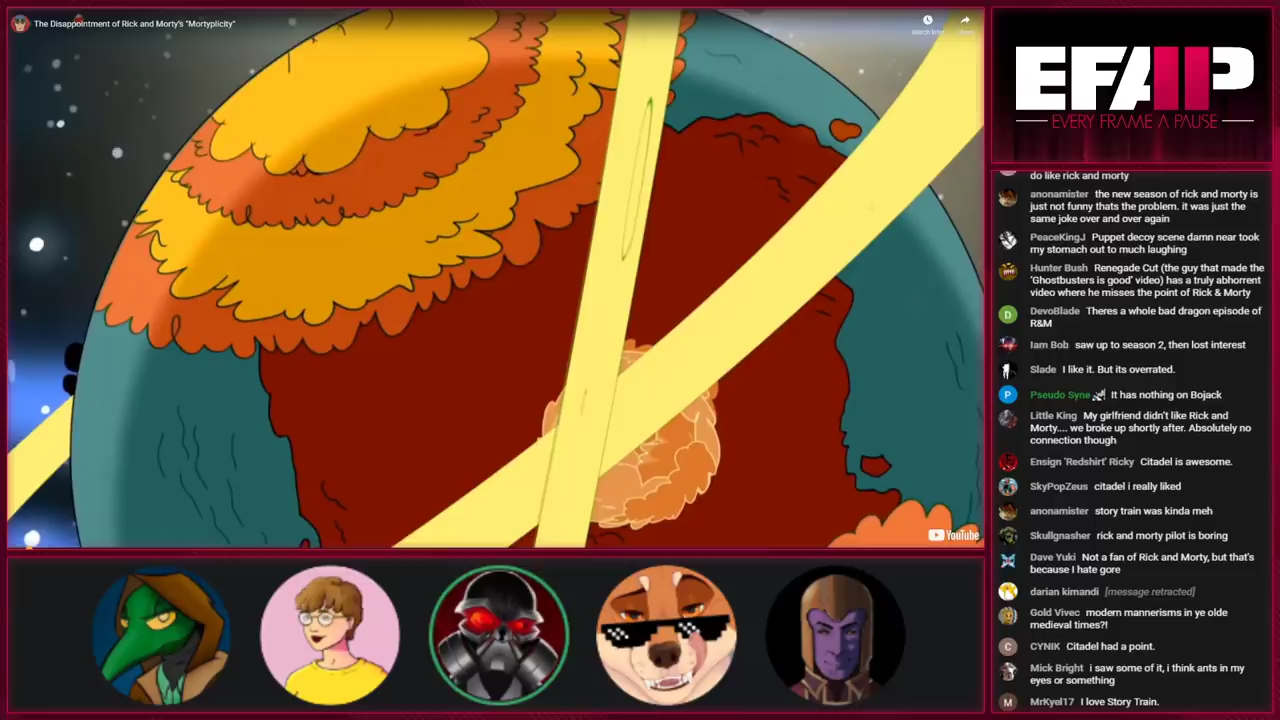 The Disappointment of Rick and Morty's "Mortyplicity"
Watch later
Share
YouTube
EFAP
EVERY FRAME A PAUSE
do like rick and morty
anonamister the new season of rick and morty is
just not funny thats the problem. it was just the
same joke over and over again
PeaceKingJ Puppet decoy scene damn near took
my stomach out to much laughing
Hunter Bush Renegade Cut (the guy that made the
'Ghostbusters is good' video) has a truly abhorrent
video where he misses the point of Rick & Morty
DevoBlade Theres a whole bad dragon episode of
R&M
Iam Bob saw up to season 2, then lost interest
Slade I like it. But its overrated.
Pseudo Syne It has nothing on Bojack
Little King My girlfriend didn't like Rick and
Morty.... we broke up shortly after. Absolutely no
connection though
Ensign 'Redshirt' Ricky Citadel is awesome.
SkyPopZeus citadel i really liked
anonamister story train was kinda meh
Skullgnasher rick and morty pilot is boring
Dave Yuki Not a fan of Rick and Morty, but that's
because I hate gore
darian kimandi [message retracted]
Gold Vivec modern mannerisms in ye olde
medieval times?!
CYNIK Citadel had a point.
Mick Bright i saw some of it, i think ants in my
eyes or something
MrKyel17 I love Story Train.
D
P
C
M